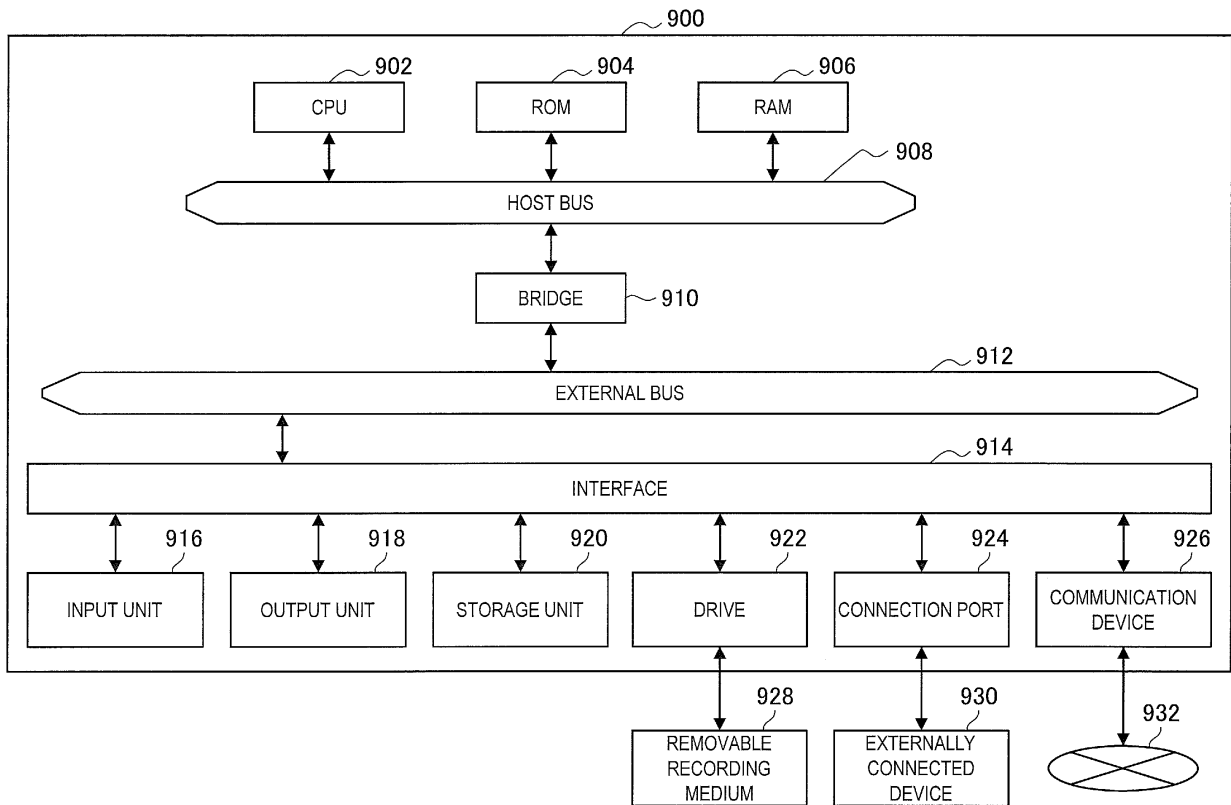 900
902
904
906
CPU
ROM
RAM
908
HOST BUS
BRIDGE
910
912
EXTERNAL BUS
914
INTERFACE
916
918
920
922
924
926
INPUT UNIT
OUTPUT UNIT
STORAGE UNIT
DRIVE
CONNECTION PORT
COMMUNICATION
DEVICE
928
930
932
REMOVABLE
RECORDING
MEDIUM
EXTERNALLY
CONNECTED
DEVICE